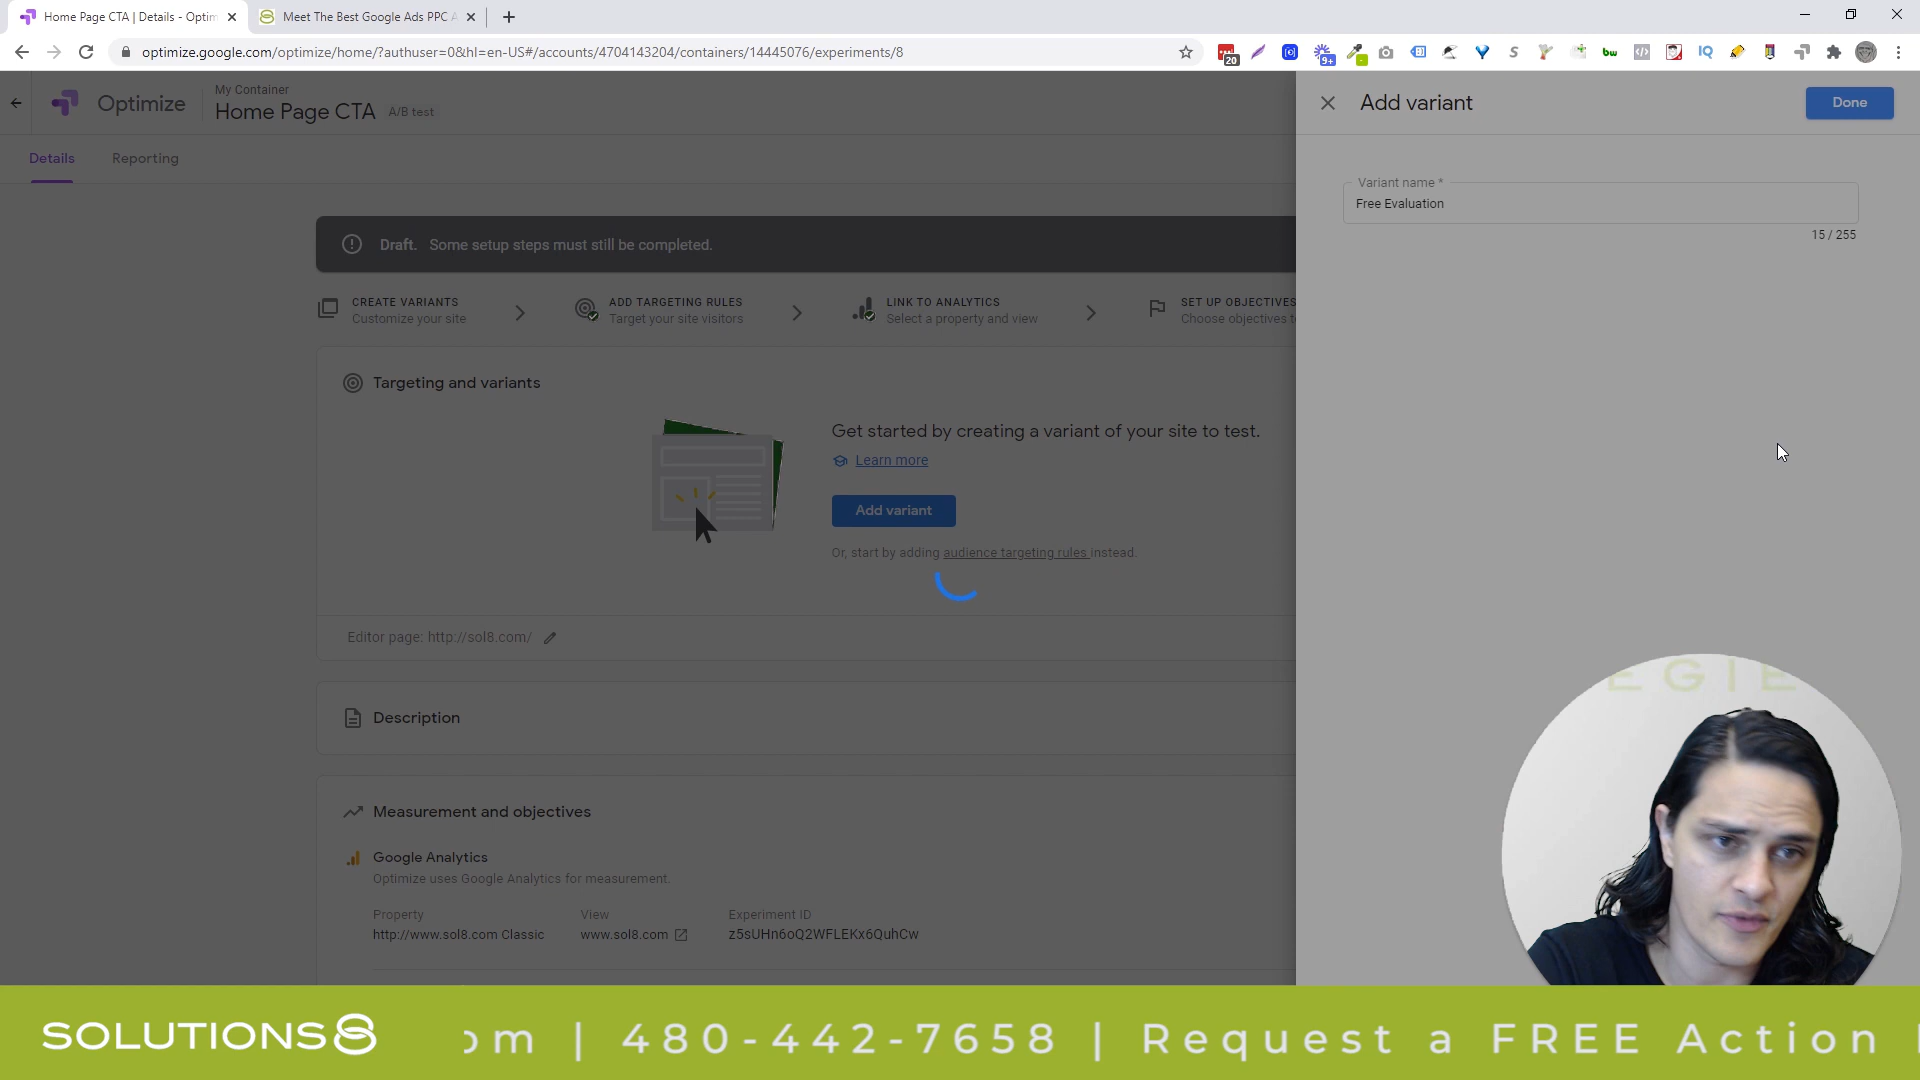 Home Page CTA | Details - Optim
Meet The Best Google Ads PPC A
optimize.google.com/optimize/home/?authuser=0&hl=en-US#/accounts/4704143204/containers/14445076/experiments/8
20
9+
S
bw
IQ
Optimize
My Container
Home Page CTA A/B test
Add variant
Done
Details
Reporting
Variant name *
Free Evaluation
15 / 255
Draft. Some setup steps must still be completed.
CREATE VARIANTS
Customize your site
ADD TARGETING RULES
Target your site visitors
LINK TO ANALYTICS
Select a property and view
SET UP OBJECTIVES
Choose objectives to
Targeting and variants
Get started by creating a variant of your site to test.
Learn more
Add variant
Or, start by adding audience targeting rules instead.
Editor page: http://sol8.com/
Description
Measurement and objectives
Google Analytics
Optimize uses Google Analytics for measurement.
Property
http://www.sol8.com Classic
View
www.sol8.com
Experiment ID
z5sUHn6oQ2WFLEKx6QuhCw
EGIE
SOLUTIONS8
om | 480-442-7658 | Request a FREE Action